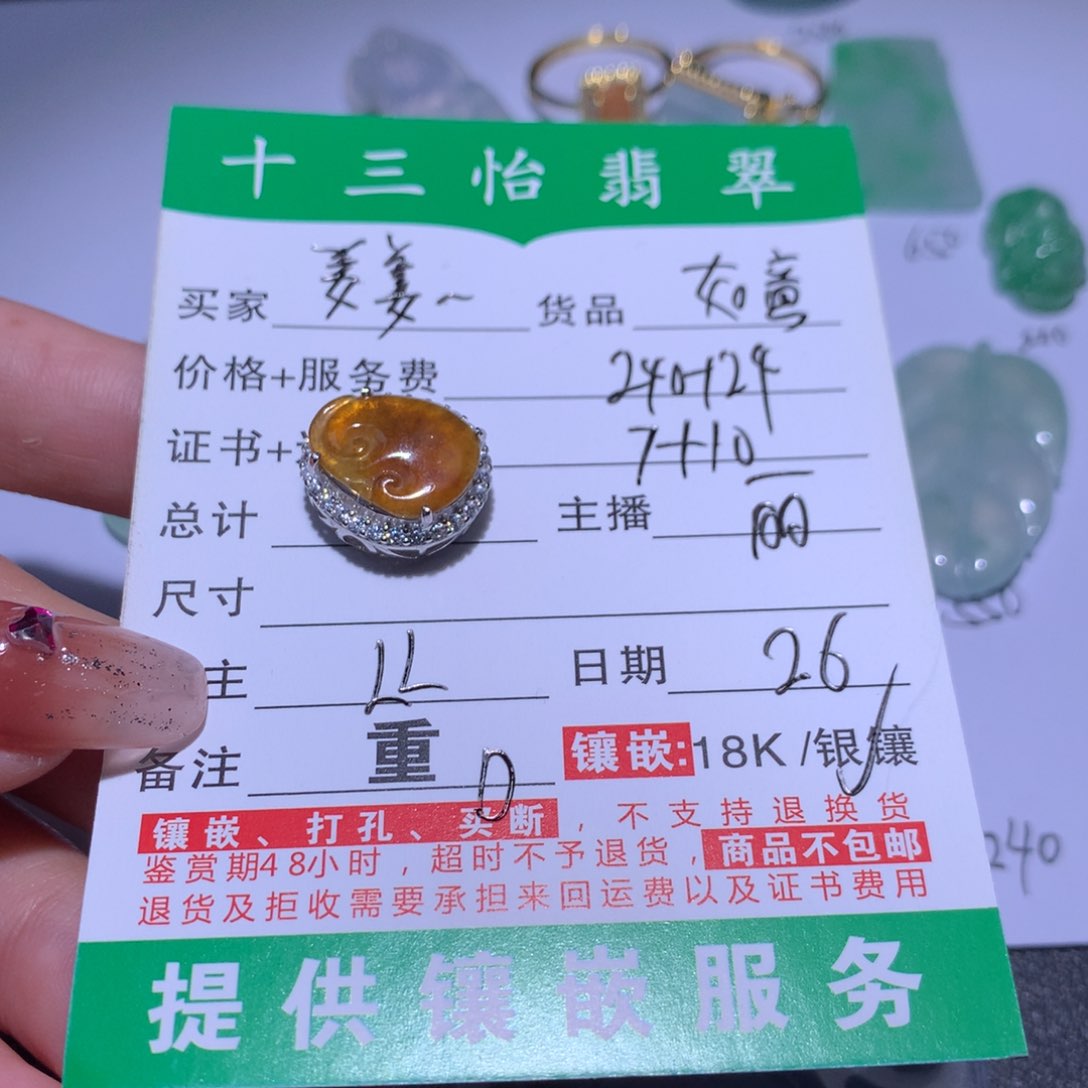 十三怡翡翠
买家 姜姜~ 货品 如意
价格+服务费 240+24
证书+ 7+10
总计 主播
尺寸
主 LL 日期 26
备注 重 D 镶嵌:18K/银镶
镶嵌、打孔、买断，不支持退换货
鉴赏期48小时，超时不予退货，商品不包邮
退货及拒收需要承担来回运费以及证书费用
提供镶嵌服务
650
240